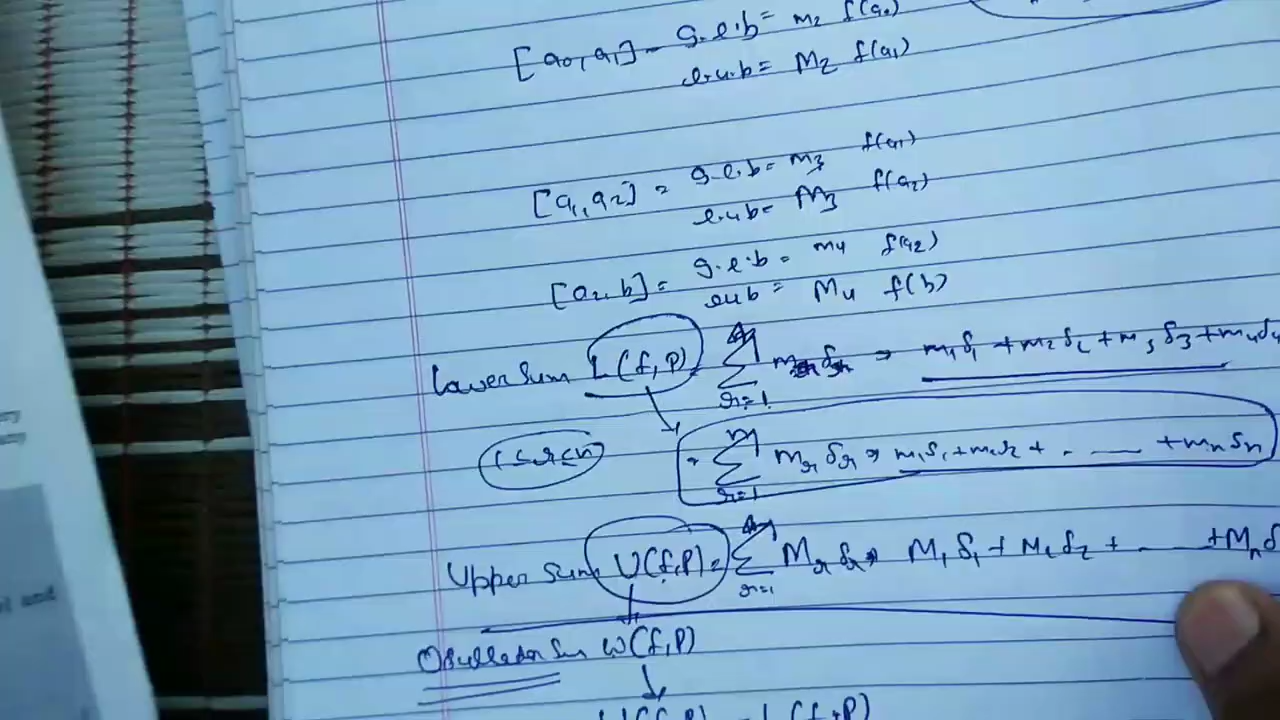 [a0, a1] = g.l.b = m2 f(a0)
l.u.b = M2 f(a1)
[a1, a2] = g.l.b = m3 f(a1)
l.u.b = M3 f(a2)
[a2, b] = g.l.b = m4 f(a2)
l.u.b = M4 f(b)
Lower Sum L(f,P) = Σ r=1 mr δr ⇒ m1δ1 + m2δ2 + m3δ3 + m4δ4
(1≤r≤n)
= Σ n r=1 mr δr ⇒ m1δ1 + m2δ2 + . . . + mnδn
Upper Sum U(f,P) = Σ r=1 Mr δr ⇒ M1δ1 + M2δ2 + . . . + Mnδ
W(f,P)
U(f,P) - L(f,P)
and